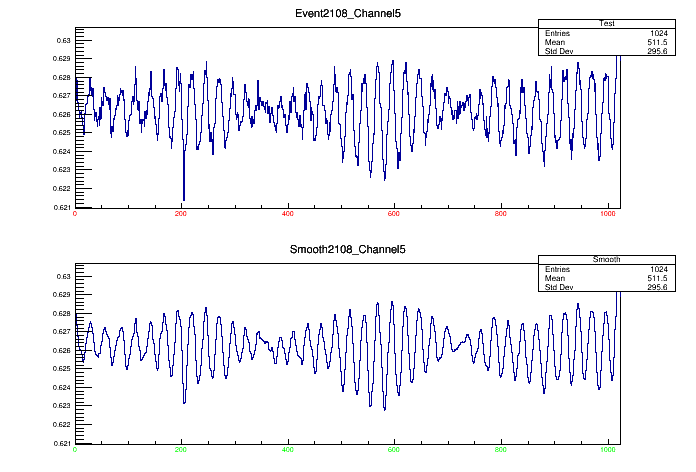 Event2108_Channel5
Test
Entries 1024
Mean 511.5
Std Dev 295.6
0.63
0.629
0.628
0.627
0.626
0.625
0.624
0.623
0.622
0.621
0 200 400 600 800 1000
Smooth2108_Channel5
Smooth
Entries 1024
Mean 511.5
Std Dev 295.6
0.63
0.629
0.628
0.627
0.626
0.625
0.624
0.623
0.622
0.621
0 200 400 600 800 1000